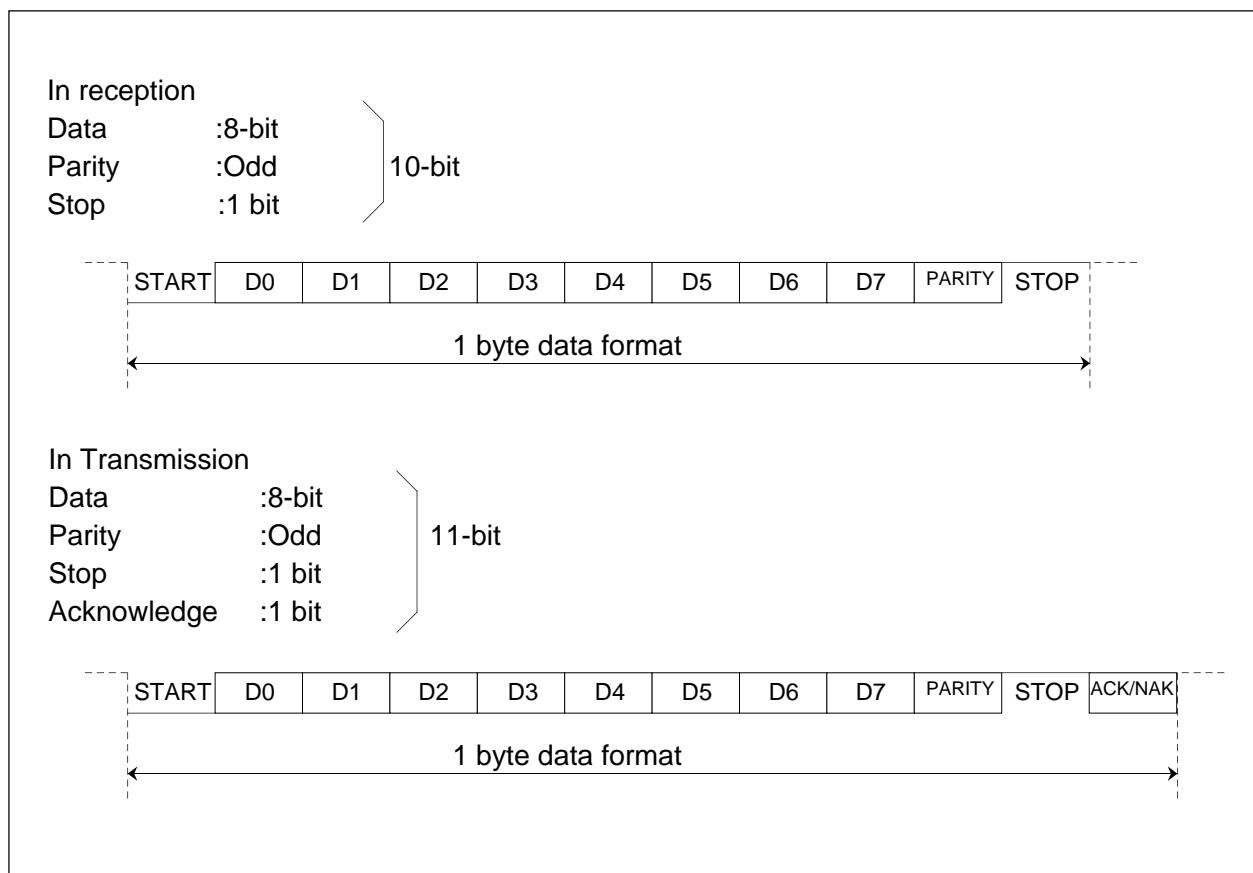 In reception
Data :8-bit
Parity :Odd
Stop :1 bit
10-bit
START D0 D1 D2 D3 D4 D5 D6 D7 PARITY STOP
1 byte data format
In Transmission
Data :8-bit
Parity :Odd
Stop :1 bit
Acknowledge :1 bit
11-bit
START D0 D1 D2 D3 D4 D5 D6 D7 PARITY STOP ACK/NAK
1 byte data format